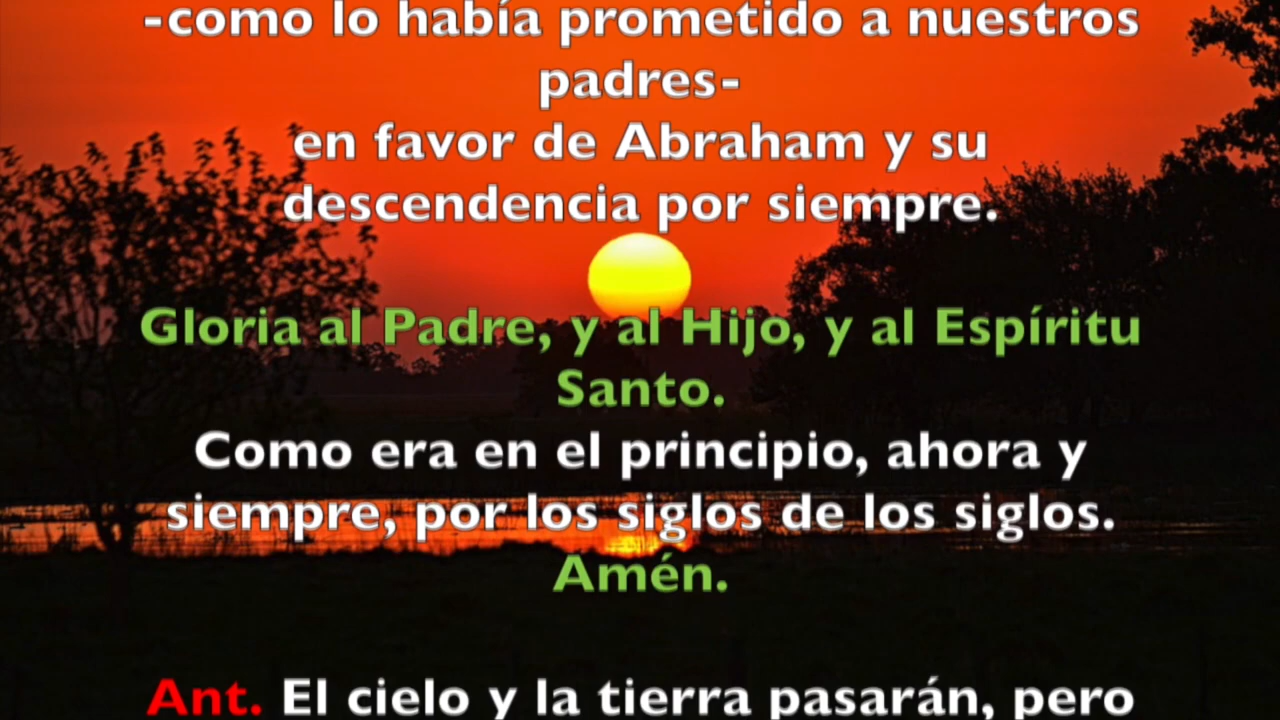 -como lo había prometido a nuestros
padres-
en favor de Abraham y su
descendencia por siempre.
Gloria al Padre, y al Hijo, y al Espíritu
Santo.
Como era en el principio, ahora y
siempre, por los siglos de los siglos.
Amén.
Ant. El cielo y la tierra pasarán, pero